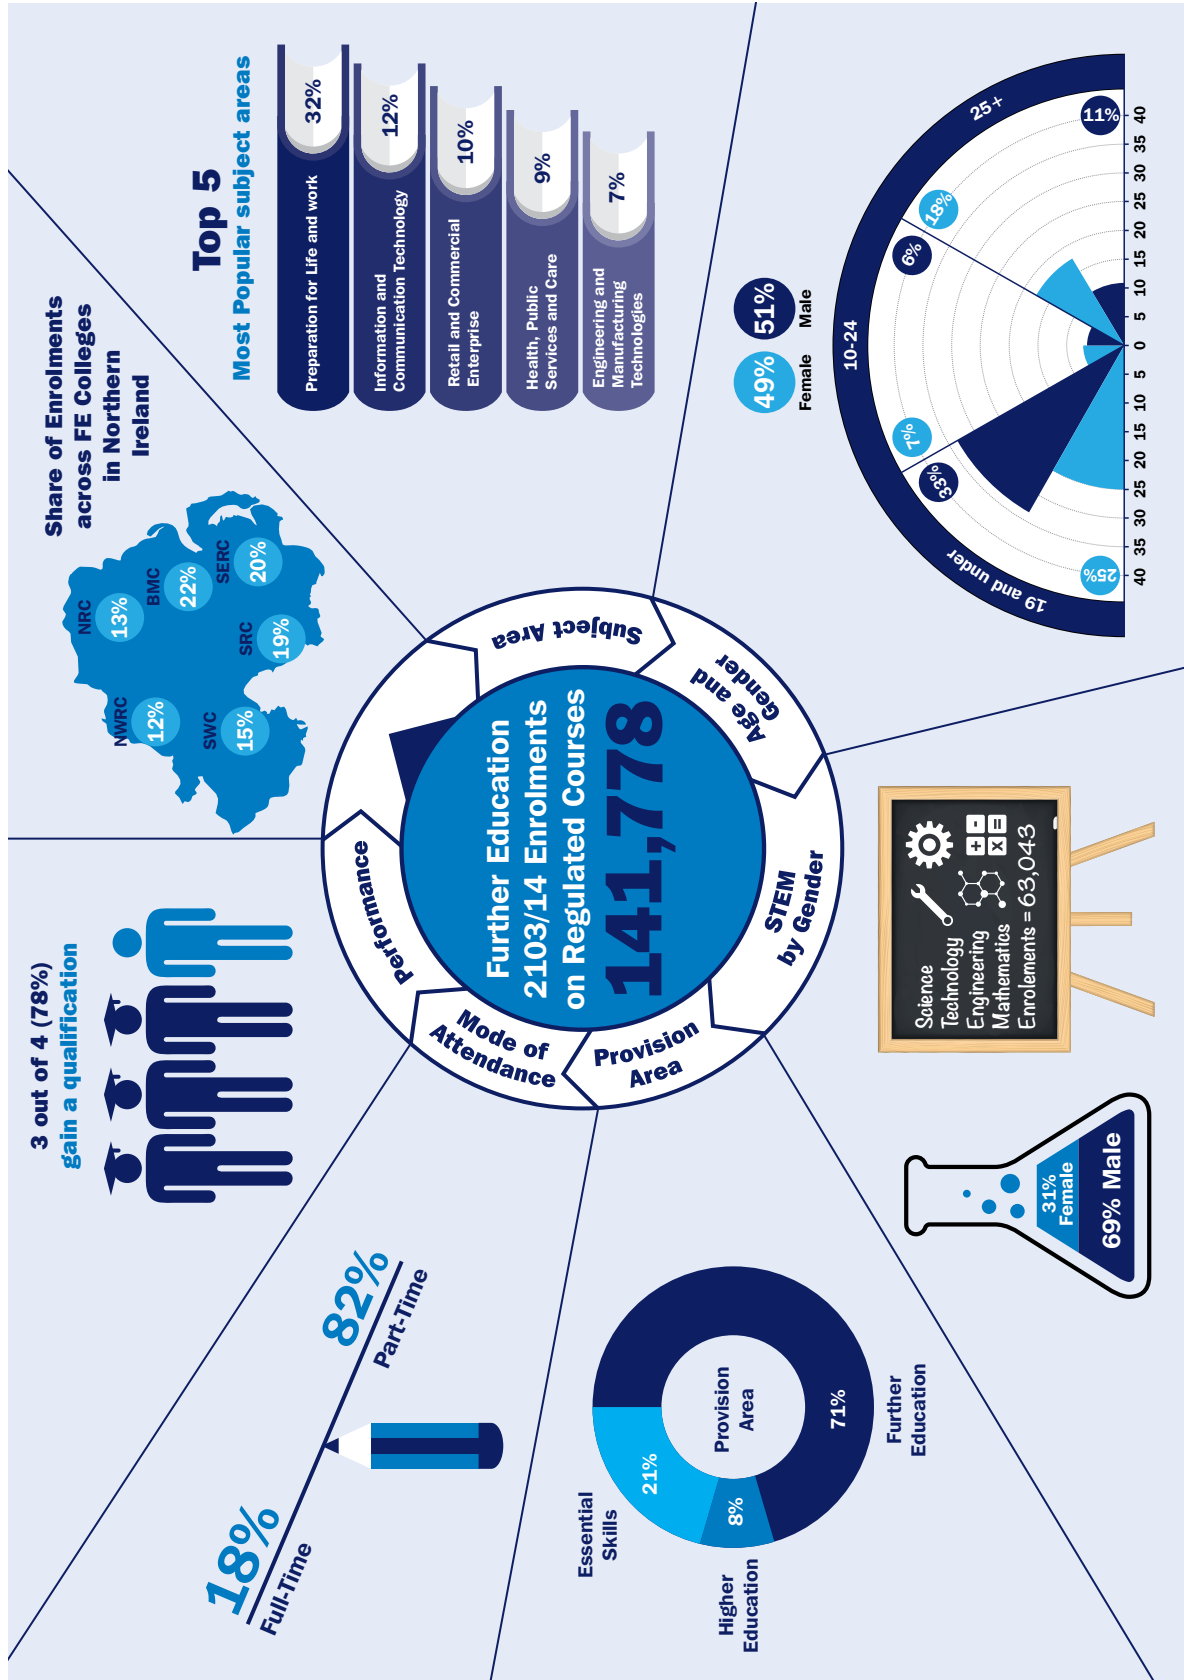 3 out of 4 (78%)
gain a qualification
Share of Enrolments
across FE Colleges
in Northern
Ireland
NRC
13%
BMC
22%
SERC
20%
SRC
19%
NWRC
12%
SWC
15%
Top 5
Most Popular subject areas
Preparation for Life and work
32%
Information and
Communication Technology
12%
Retail and Commercial
Enterprise
10%
Health, Public
Services and Care
9%
Engineering and
Manufacturing
Technologies
7%
18%
Full-Time
82%
Part-Time
Performance
Subject Area
Age and
Gender
STEM
by Gender
Provision
Area
Mode of
Attendance
Further Education
2103/14 Enrolments
on Regulated Courses
141,778
49%
Female
51%
Male
19 and under
10-24
25+
25%
33%
7%
6%
18%
11%
40 35 30 25 20 15 10 5 0 5 10 15 20 25 30 35 40
Essential
Skills
21%
Higher
Education
8%
Provision
Area
71%
Further
Education
31%
Female
69% Male
Science
Technology
Engineering
Mathematics
Enrolements = 63,043
+ -
x =